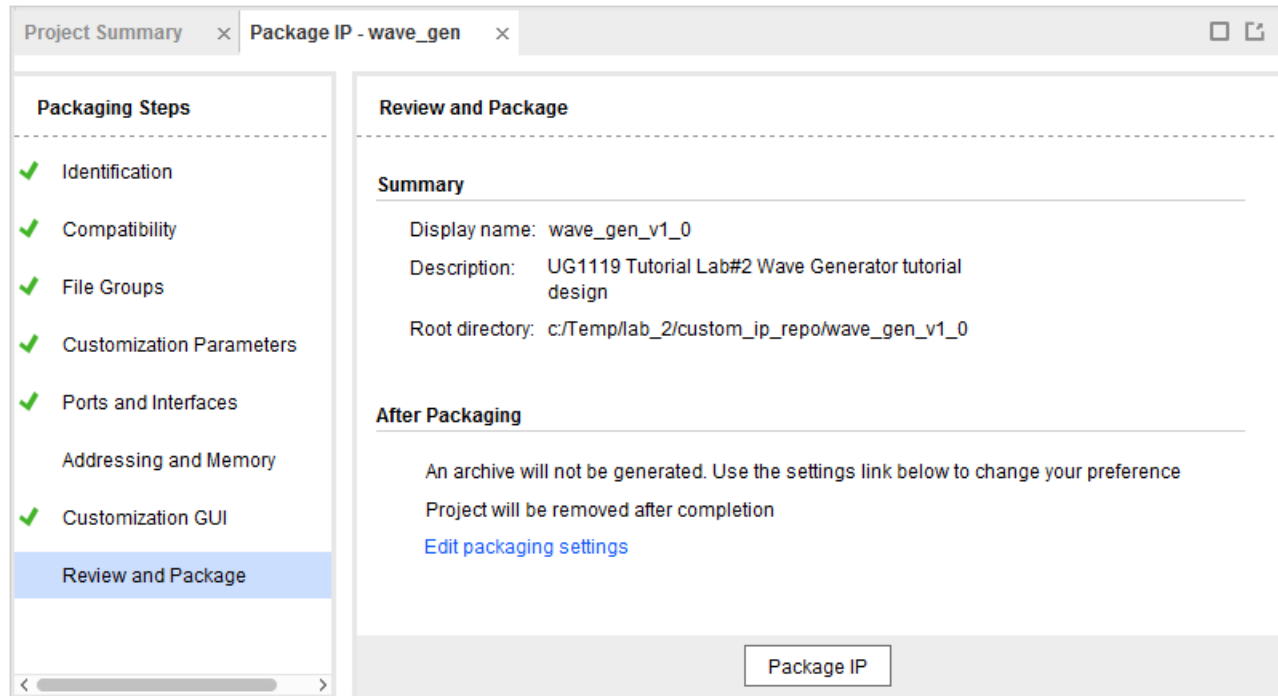 Project Summary
Package IP - wave_gen
Packaging Steps
Identification
Compatibility
File Groups
Customization Parameters
Ports and Interfaces
Addressing and Memory
Customization GUI
Review and Package
Review and Package
Summary
Display name: wave_gen_v1_0
Description: UG1119 Tutorial Lab#2 Wave Generator tutorial
design
Root directory: c:/Temp/lab_2/custom_ip_repo/wave_gen_v1_0
After Packaging
An archive will not be generated. Use the settings link below to change your preference
Project will be removed after completion
Edit packaging settings
Package IP